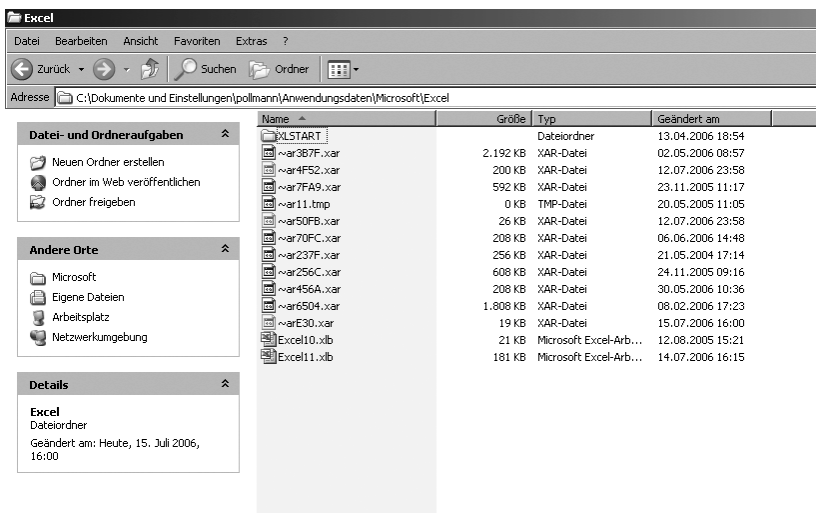 Excel
Datei Bearbeiten Ansicht Favoriten Extras ?
Zurück Suchen Ordner
Adresse C:\Dokumente und Einstellungen\pollmann\Anwendungsdaten\Microsoft\Excel
Datei- und Ordneraufgaben
Neuen Ordner erstellen
Ordner im Web veröffentlichen
Ordner freigeben
Andere Orte
Microsoft
Eigene Dateien
Arbeitsplatz
Netzwerkumgebung
Details
Excel
Dateiordner
Geändert am: Heute, 15. Juli 2006,
16:00
Name Größe Typ Geändert am
XLSTART Dateiordner 13.04.2006 18:54
~ar3B7F.xar 2.192 KB XAR-Datei 02.05.2006 08:57
~ar4F52.xar 200 KB XAR-Datei 12.07.2006 23:58
~ar7FA9.xar 592 KB XAR-Datei 23.11.2005 11:17
~ar11.tmp 0 KB TMP-Datei 20.05.2005 11:05
~ar50FB.xar 26 KB XAR-Datei 12.07.2006 23:58
~ar70FC.xar 208 KB XAR-Datei 06.06.2006 14:48
~ar237F.xar 256 KB XAR-Datei 21.05.2004 17:14
~ar256C.xar 608 KB XAR-Datei 24.11.2005 09:16
~ar456A.xar 208 KB XAR-Datei 30.05.2006 10:36
~ar6504.xar 1.808 KB XAR-Datei 08.02.2006 17:23
~arE30.xar 19 KB XAR-Datei 15.07.2006 16:00
Excel10.xlb 21 KB Microsoft Excel-Arb... 12.08.2005 15:21
Excel11.xlb 181 KB Microsoft Excel-Arb... 14.07.2006 16:15